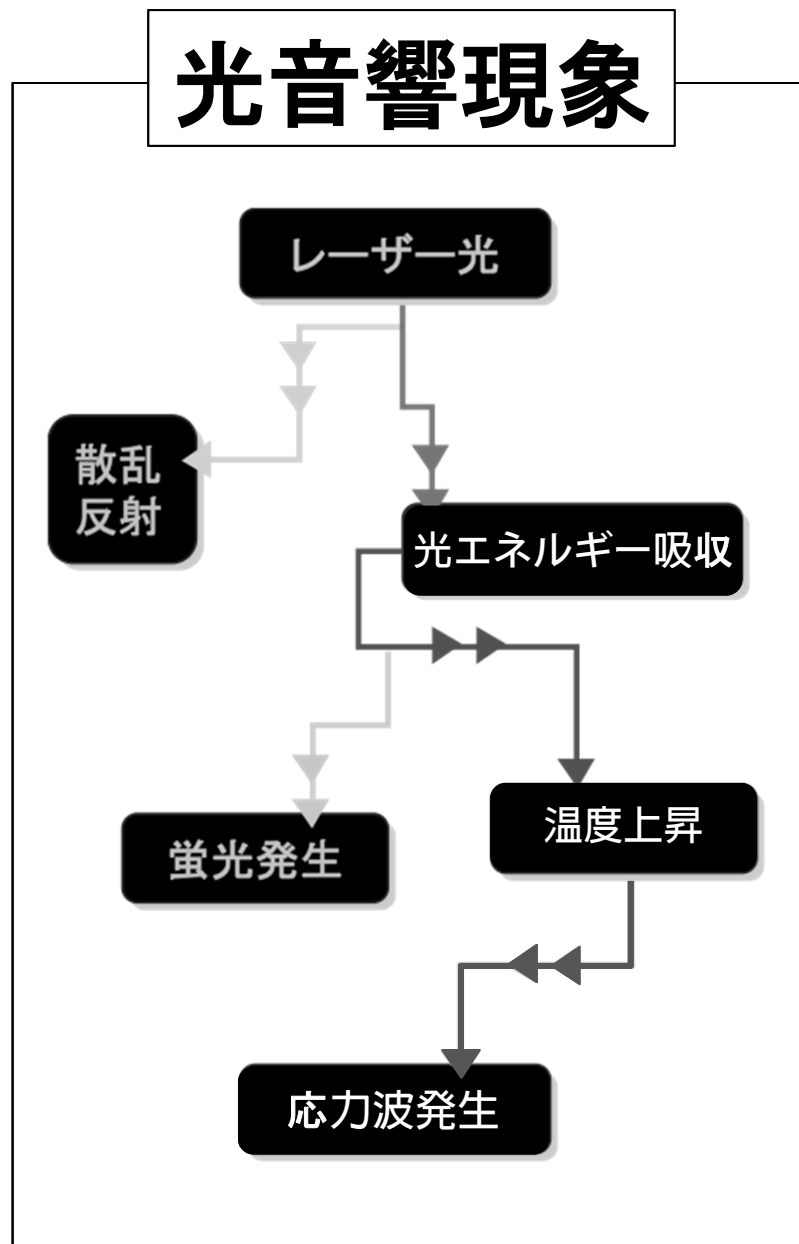 光音響現象
レーザー光
散乱
反射
光エネルギー吸収
温度上昇
蛍光発生
応力波発生